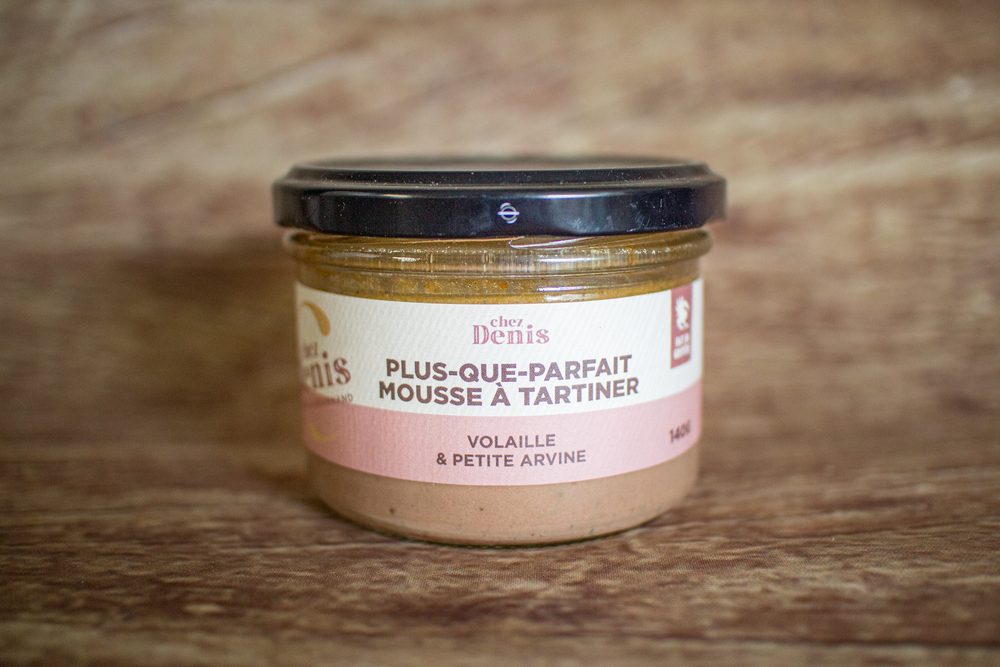 chez
Denis
PLUS-QUE-PARFAIT
MOUSSE À TARTINER
VOLAILLE
& PETITE ARVINE
140G